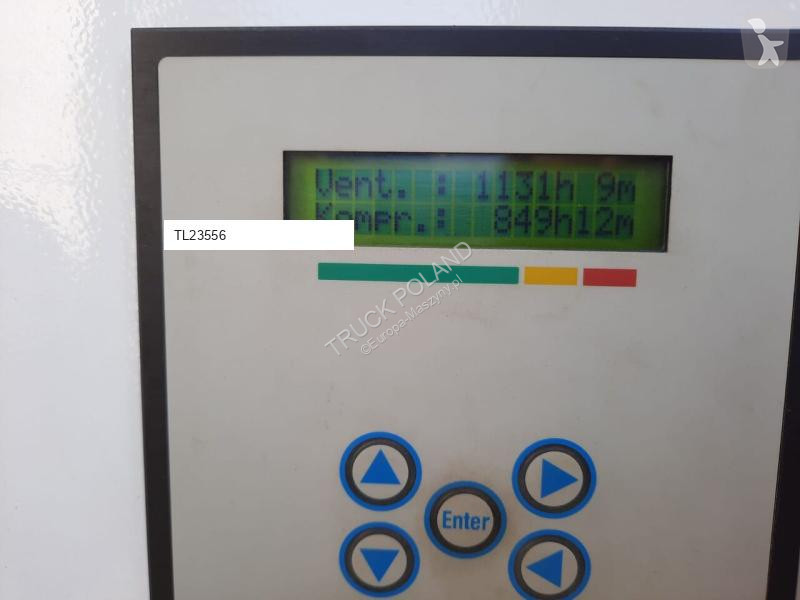 Vent. : 1131h 9m
Kompr.: 849h12m
TL23556
TRUCK POLAND
©Europa-Maszyny.pl
Enter